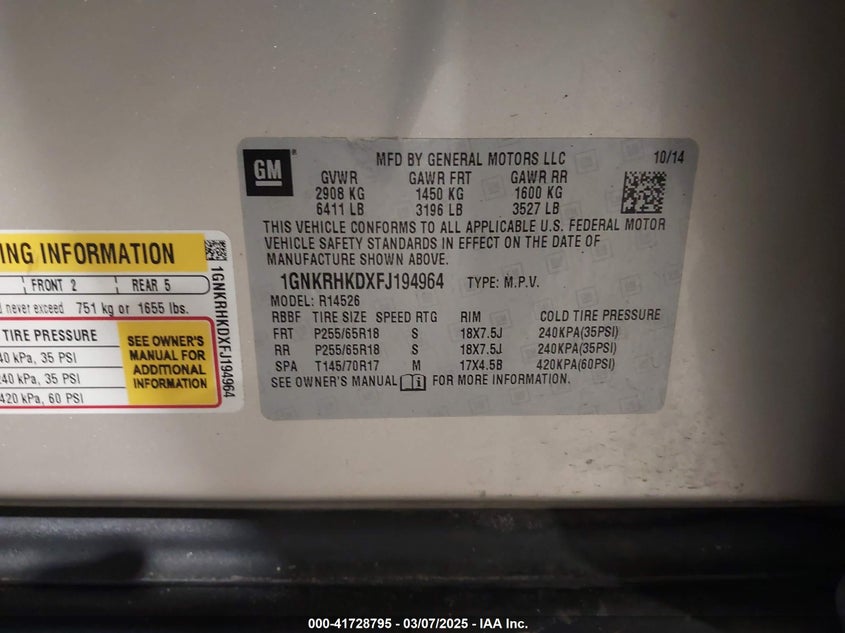 GM
MFD BY GENERAL MOTORS LLC 10/14
GVWR GAWR FRT GAWR RR
2908 KG 1450 KG 1600 KG
6411 LB 3196 LB 3527 LB
THIS VEHICLE CONFORMS TO ALL APPLICABLE U.S. FEDERAL MOTOR
VEHICLE SAFETY STANDARDS IN EFFECT ON THE DATE OF
MANUFACTURE SHOWN ABOVE.
1GNKRHKDXFJ194964 TYPE: M.P.V.
MODEL: R14526
RBBF TIRE SIZE SPEED RTG RIM COLD TIRE PRESSURE
FRT P255/65R18 S 18X7.5J 240KPA(35PSI)
RR P255/65R18 S 18X7.5J 240KPA(35PSI)
SPA T145/70R17 M 17X4.5B 420KPA(60PSI)
SEE OWNER'S MANUAL FOR MORE INFORMATION.
ING INFORMATION
FRONT 2 REAR 5
never exceed 751 kg or 1655 lbs.
TIRE PRESSURE
40 kPa, 35 PSI
240 kPa, 35 PSI
420 kPa, 60 PSI
SEE OWNER'S
MANUAL FOR
ADDITIONAL
INFORMATION
1GNKRHKDXFJ194964
000-41728795 - 03/07/2025 - IAA Inc.